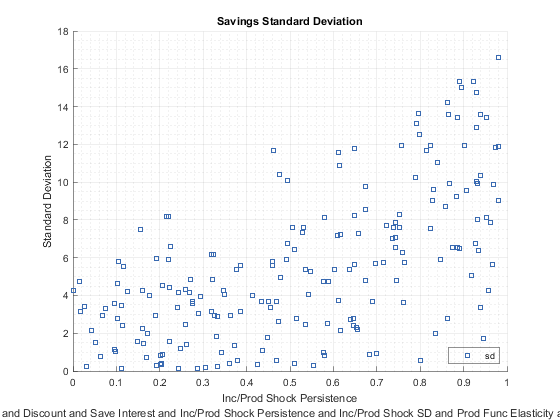 Savings Standard Deviation
18
16
14
12
10
8
6
4
2
0
Standard Deviation
0 0.1 0.2 0.3 0.4 0.5 0.6 0.7 0.8 0.9 1
sd
Inc/Prod Shock Persistence
and Discount and Save Interest and Inc/Prod Shock Persistence and Inc/Prod Shock SD and Prod Func Elasticity a